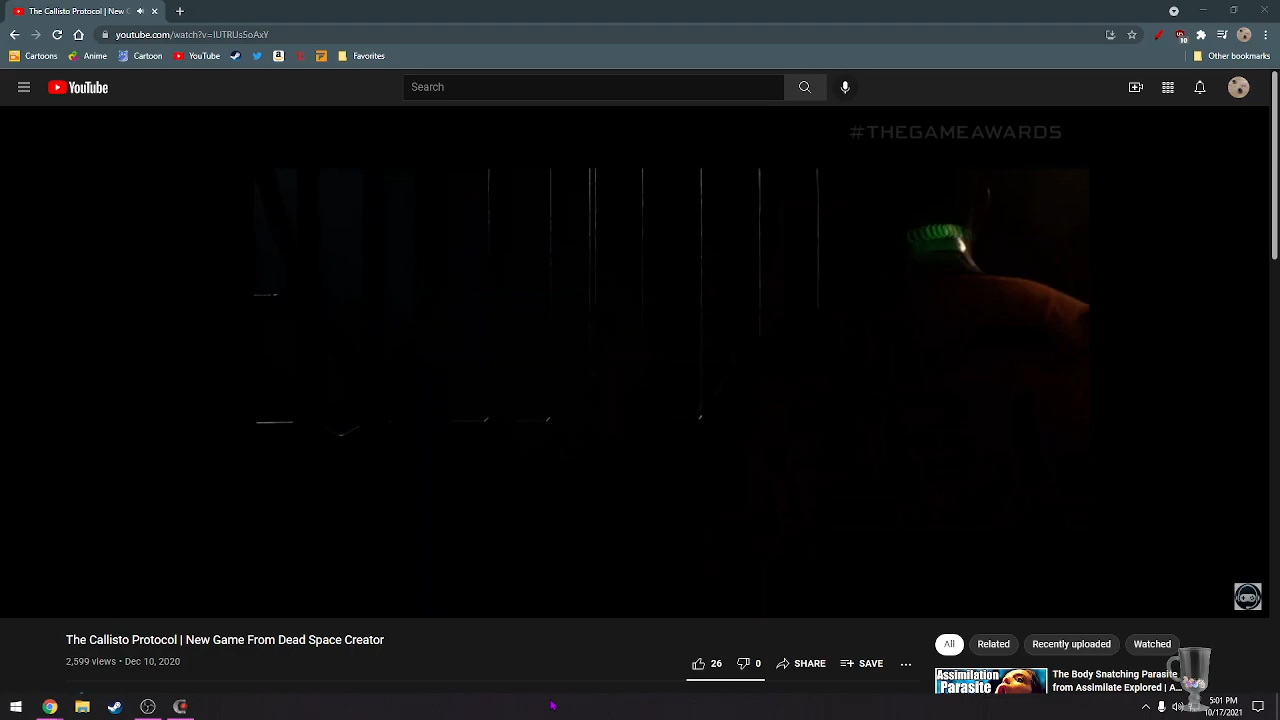 The Callisto Protocol | New G
youtube.com/watch?v=IUTRUsSoAxY
Cartoons
Anime
Cartoon
YouTube
Favorites
Other bookmarks
10
YouTube
Search
#THEGAMEAWARDS
The Callisto Protocol | New Game From Dead Space Creator
2,599 views • Dec 10, 2020
26
0
SHARE
SAVE
All
Related
Recently uploaded
Watched
Assimilation
Parasite
The Body Snatching Parasite
from Assimilate Explored | A...
5:01 PM
10/17/2021